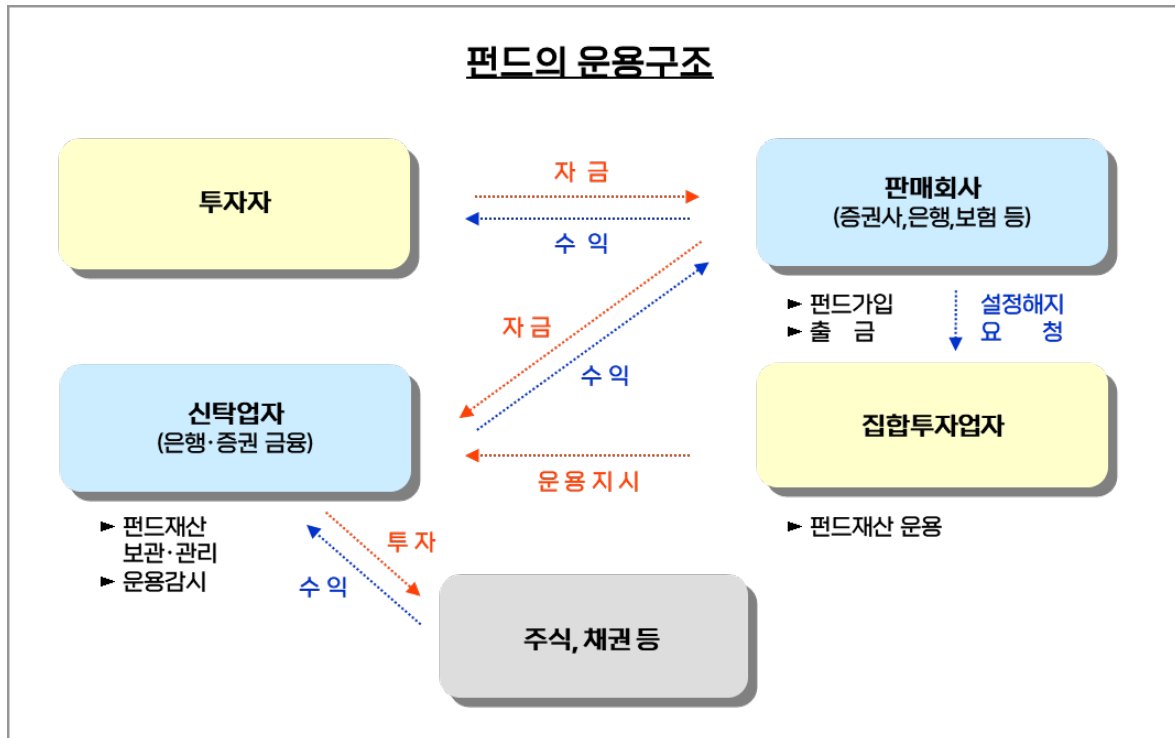 펀드의 운용구조
투자자
자 금
수 익
판매회사
(증권사,은행,보험 등)
► 펀드가입
► 출 금
설정해지
요 청
자 금
수 익
신탁업자
(은행·증권 금융)
집합투자업자
운 용 지 시
► 펀드재산
보관·관리
► 운용감시
► 펀드재산 운용
투 자
수 익
주식, 채권 등